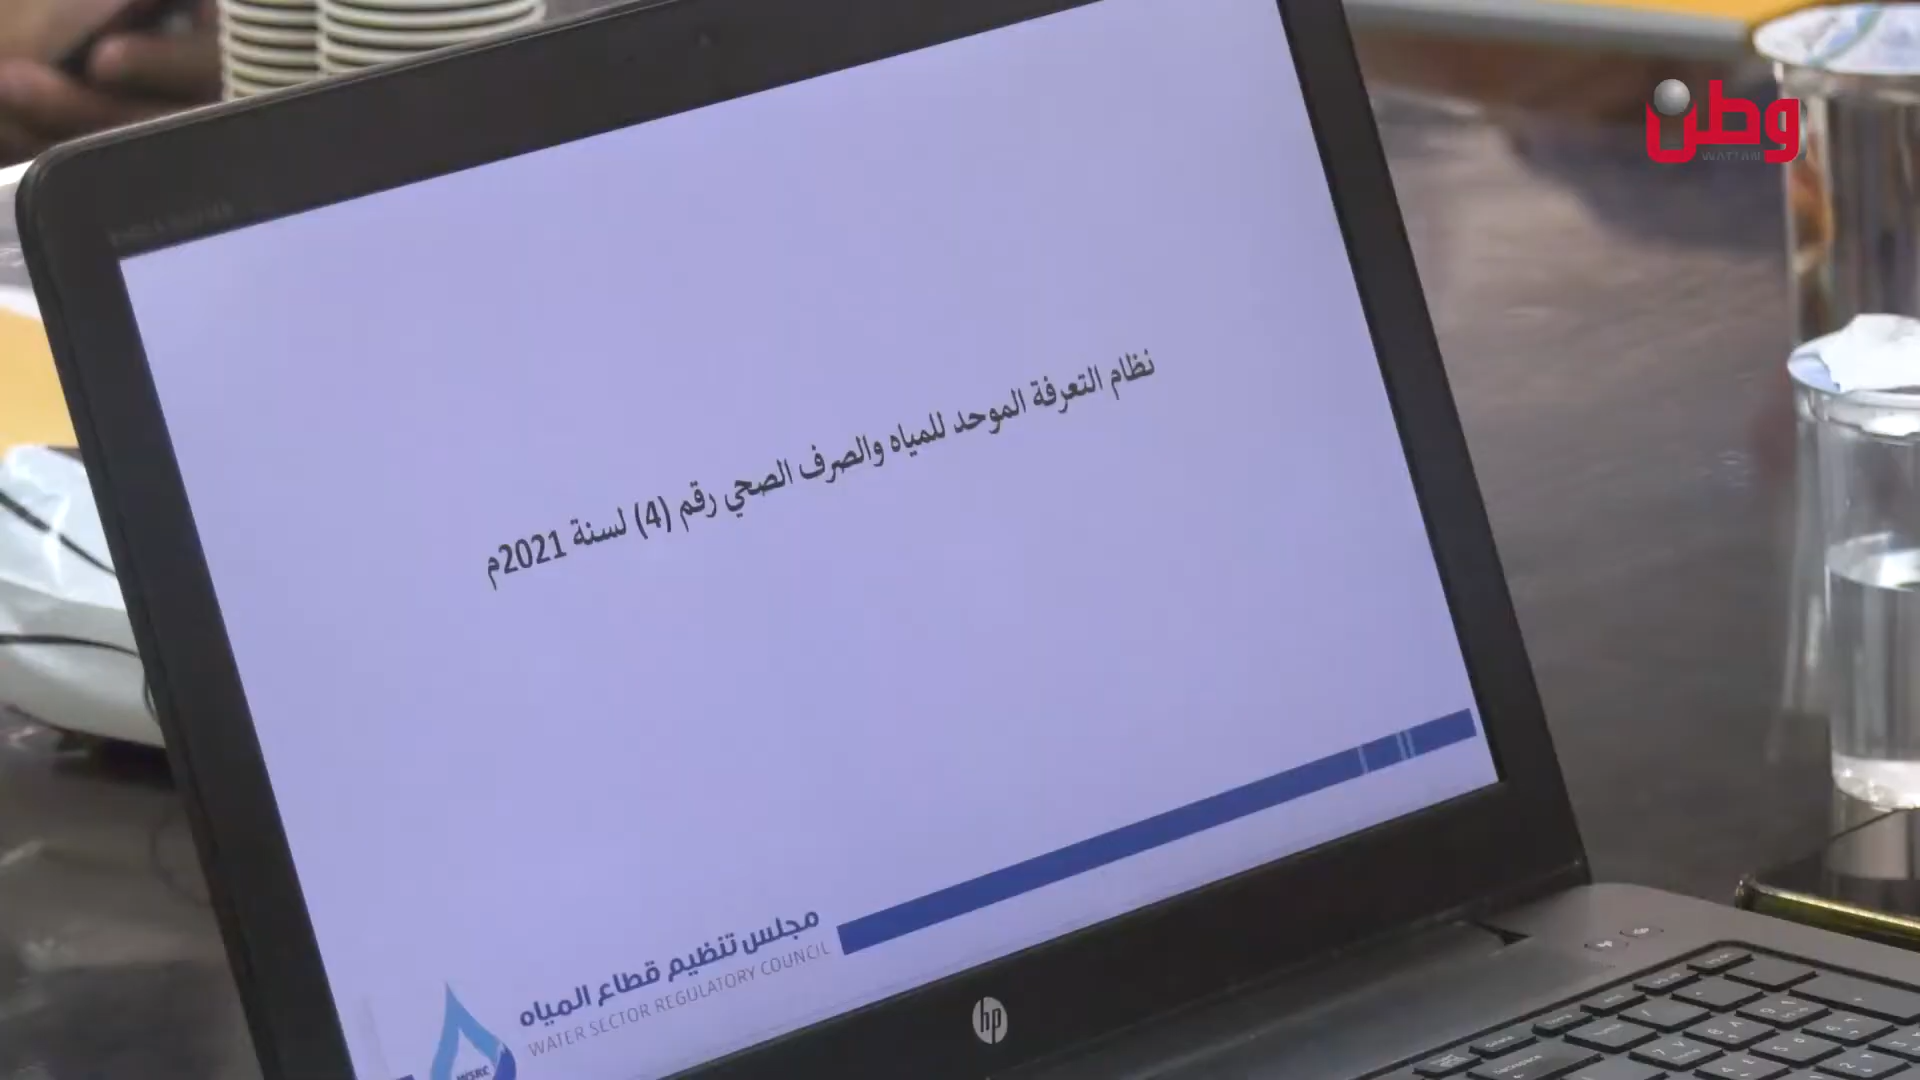 وطن
WATTAN
نظام التعرفة الموحد للمياه والصرف الصحي رقم (4) لسنة 2021م
مجلس تنظيم قطاع المياه
WATER SECTOR REGULATORY COUNCIL
WSRC
hp